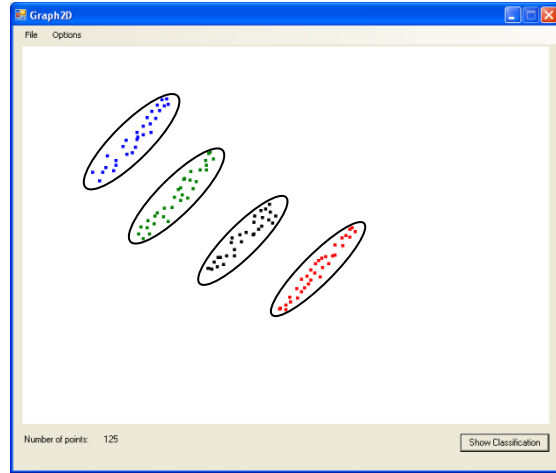 Graph2D
File Options
Number of points: 125
Show Classification